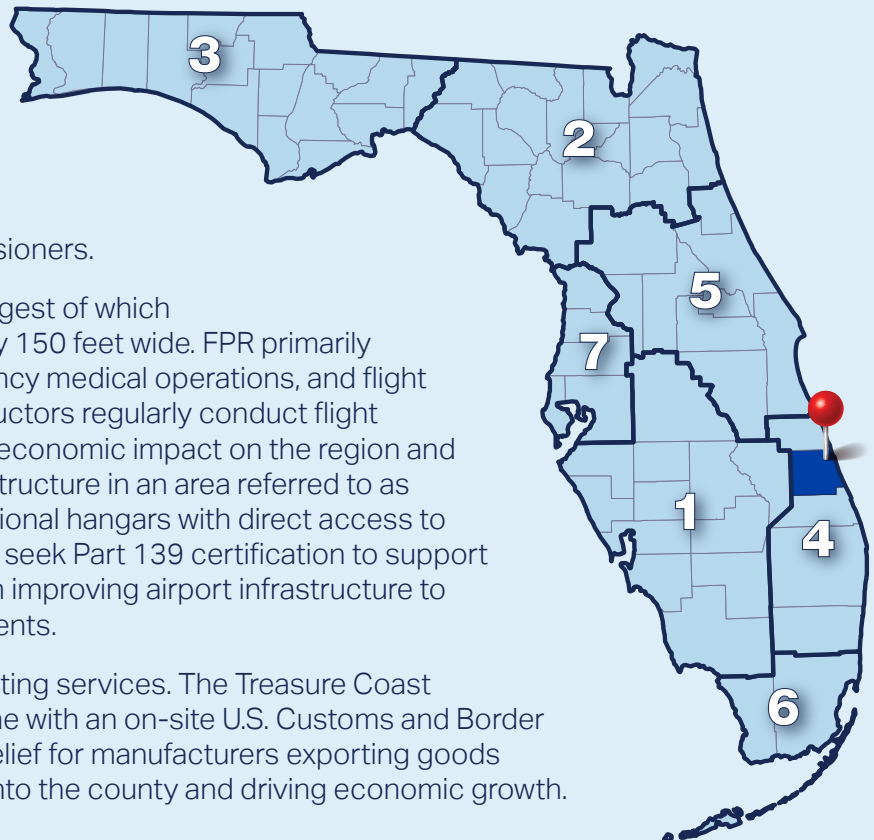 3
2
sioners.
5
gest of which
y 150 feet wide. FPR primarily
7
ncy medical operations, and flight
uctors regularly conduct flight
economic impact on the region and
structure in an area referred to as
1
ional hangars with direct access to
4
seek Part 139 certification to support
n improving airport infrastructure to
ents.
ting services. The Treasure Coast
6
ne with an on-site U.S. Customs and Border
elief for manufacturers exporting goods
nto the county and driving economic growth.